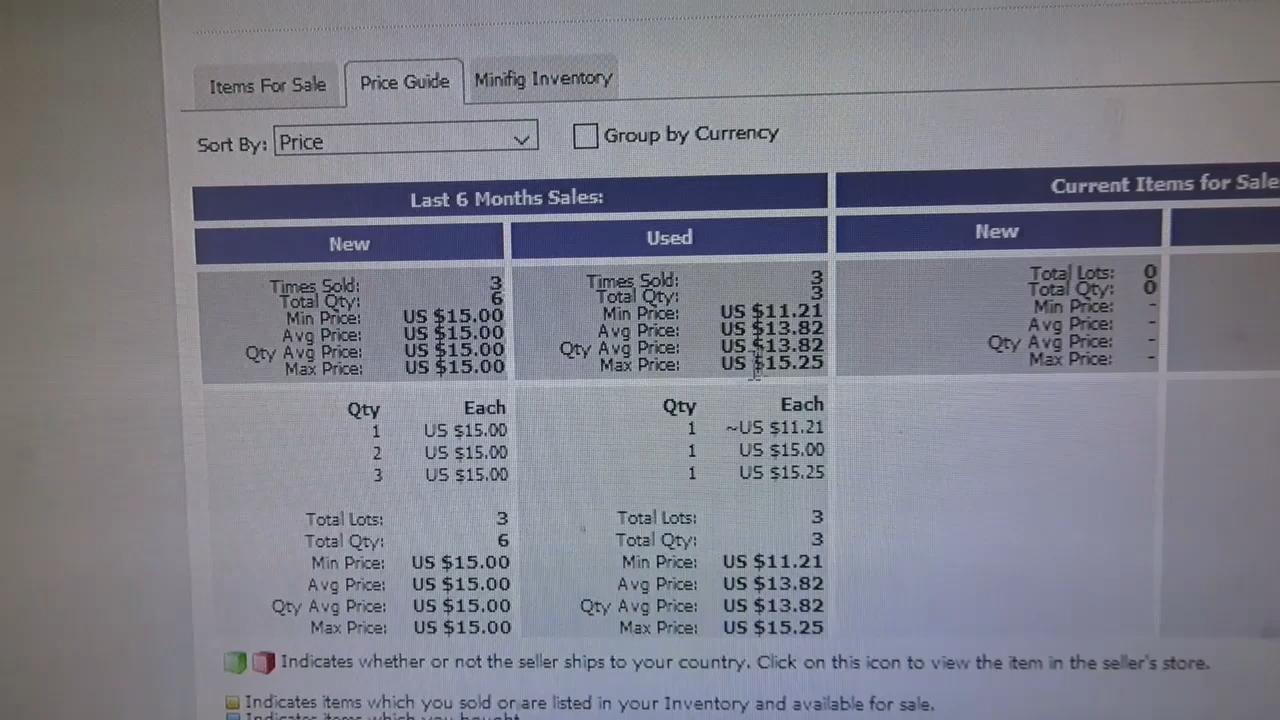 Items For Sale
Price Guide
Minifig Inventory
Sort By: Price
Group by Currency
Last 6 Months Sales:
Current Items for Sale
New
Used
New
Times Sold: 3
Total Qty: 6
Min Price: US $15.00
Avg Price: US $15.00
Qty Avg Price: US $15.00
Max Price: US $15.00
Times Sold: 3
Total Qty: 3
Min Price: US $11.21
Avg Price: US $13.82
Qty Avg Price: US $13.82
Max Price: US $15.25
Total Lots: 0
Total Qty: 0
Min Price: -
Avg Price: -
Qty Avg Price: -
Max Price: -
Qty Each
1 US $15.00
2 US $15.00
3 US $15.00
Total Lots: 3
Total Qty: 6
Min Price: US $15.00
Avg Price: US $15.00
Qty Avg Price: US $15.00
Max Price: US $15.00
Qty Each
1 ~US $11.21
1 US $15.00
1 US $15.25
Total Lots: 3
Total Qty: 3
Min Price: US $11.21
Avg Price: US $13.82
Qty Avg Price: US $13.82
Max Price: US $15.25
Indicates whether or not the seller ships to your country. Click on this icon to view the item in the seller's store.
Indicates items which you sold or are listed in your Inventory and available for sale.
Indicates items which you bought.